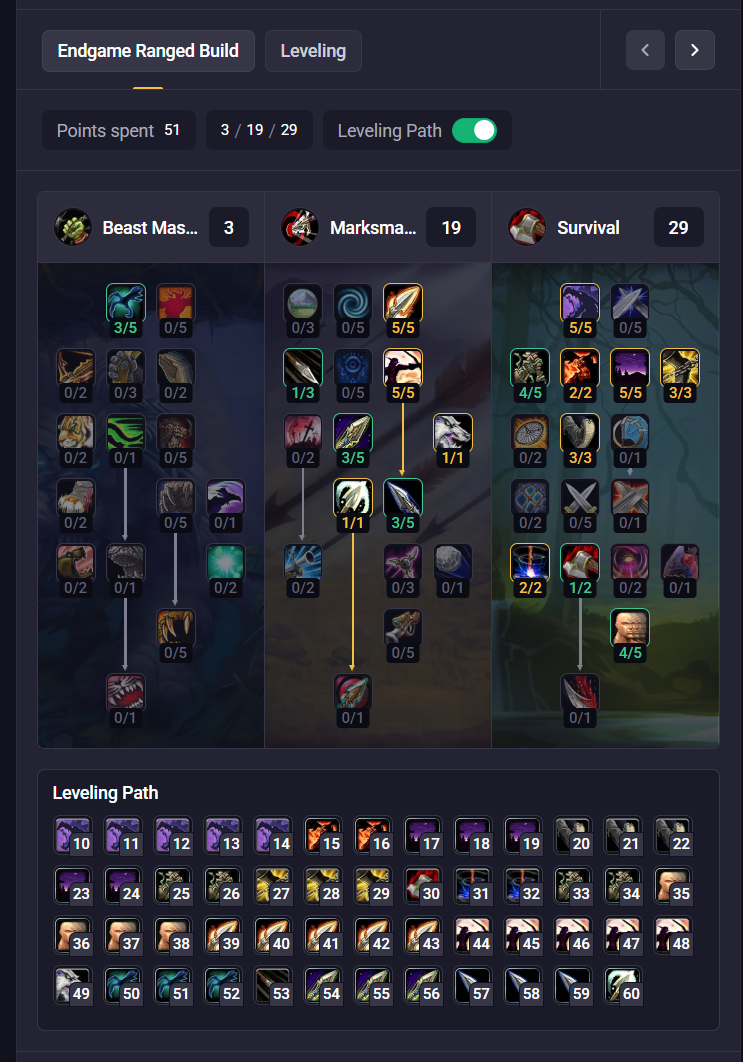 Endgame Ranged Build Leveling
Points spent 51 3 / 19 / 29 Leveling Path
Beast Mas... 3 Marksma... 19 Survival 29
3/5 0/5 0/3 0/5 5/5 5/5 0/5
0/2 0/3 0/2 1/3 0/5 5/5 4/5 2/2 5/5 3/3
0/2 0/1 0/5 0/2 3/5 1/1 0/2 3/3 0/1
0/2 0/5 0/1 1/1 3/5 0/2 0/5 0/1
0/2 0/1 0/2 0/2 0/3 0/1 2/2 1/2 0/2 0/1
0/5 0/5 4/5
0/1 0/1 0/1
Leveling Path
10 11 12 13 14 15 16 17 18 19 20 21 22
23 24 25 26 27 28 29 30 31 32 33 34 35
36 37 38 39 40 41 42 43 44 45 46 47 48
49 50 51 52 53 54 55 56 57 58 59 60